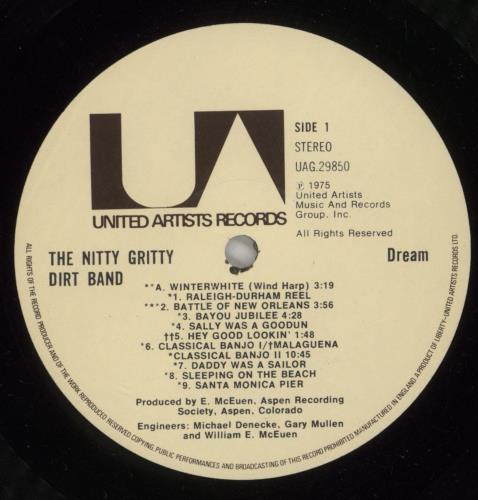 UA
UNITED ARTISTS RECORDS
SIDE 1
STEREO
UAG.29850
℗ 1975
United Artists
Music And Records
Group. Inc.
All Rights Reserved
THE NITTY GRITTY
DIRT BAND
Dream
**A. WINTERWHITE (Wind Harp) 3:19
*1. RALEIGH-DURHAM REEL
***2. BATTLE OF NEW ORLEANS 3:56
*3. BAYOU JUBILEE 4:28
*4. SALLY WAS A GOODUN
††5. HEY GOOD LOOKIN' 1:48
*6. CLASSICAL BANJO I/†MALAGUENA
*CLASSICAL BANJO II 10:45
*7. DADDY WAS A SAILOR
*8. SLEEPING ON THE BEACH
*9. SANTA MONICA PIER
Produced by E. McEuen, Aspen Recording
Society, Aspen, Colorado
Engineers: Michael Denecke, Gary Mullen
and William E. McEuen
ALL RIGHTS OF THE RECORD PRODUCER AND OF THE WORK REPRODUCED RESERVED COPYING PUBLIC PERFORMANCES AND BROADCASTING OF THIS RECORD PROHIBITED MANUFACTURED IN ENGLAND, A PRODUCT OF LIBERTY-UNITED ARTISTS RECORDS LTD.